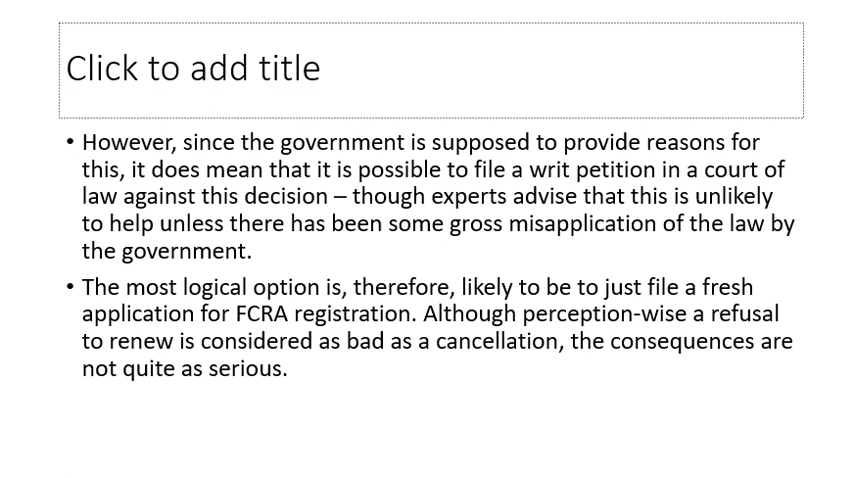 Click to add title
• However, since the government is supposed to provide reasons for
this, it does mean that it is possible to file a writ petition in a court of
law against this decision – though experts advise that this is unlikely
to help unless there has been some gross misapplication of the law by
the government.
• The most logical option is, therefore, likely to be to just file a fresh
application for FCRA registration. Although perception-wise a refusal
to renew is considered as bad as a cancellation, the consequences are
not quite as serious.